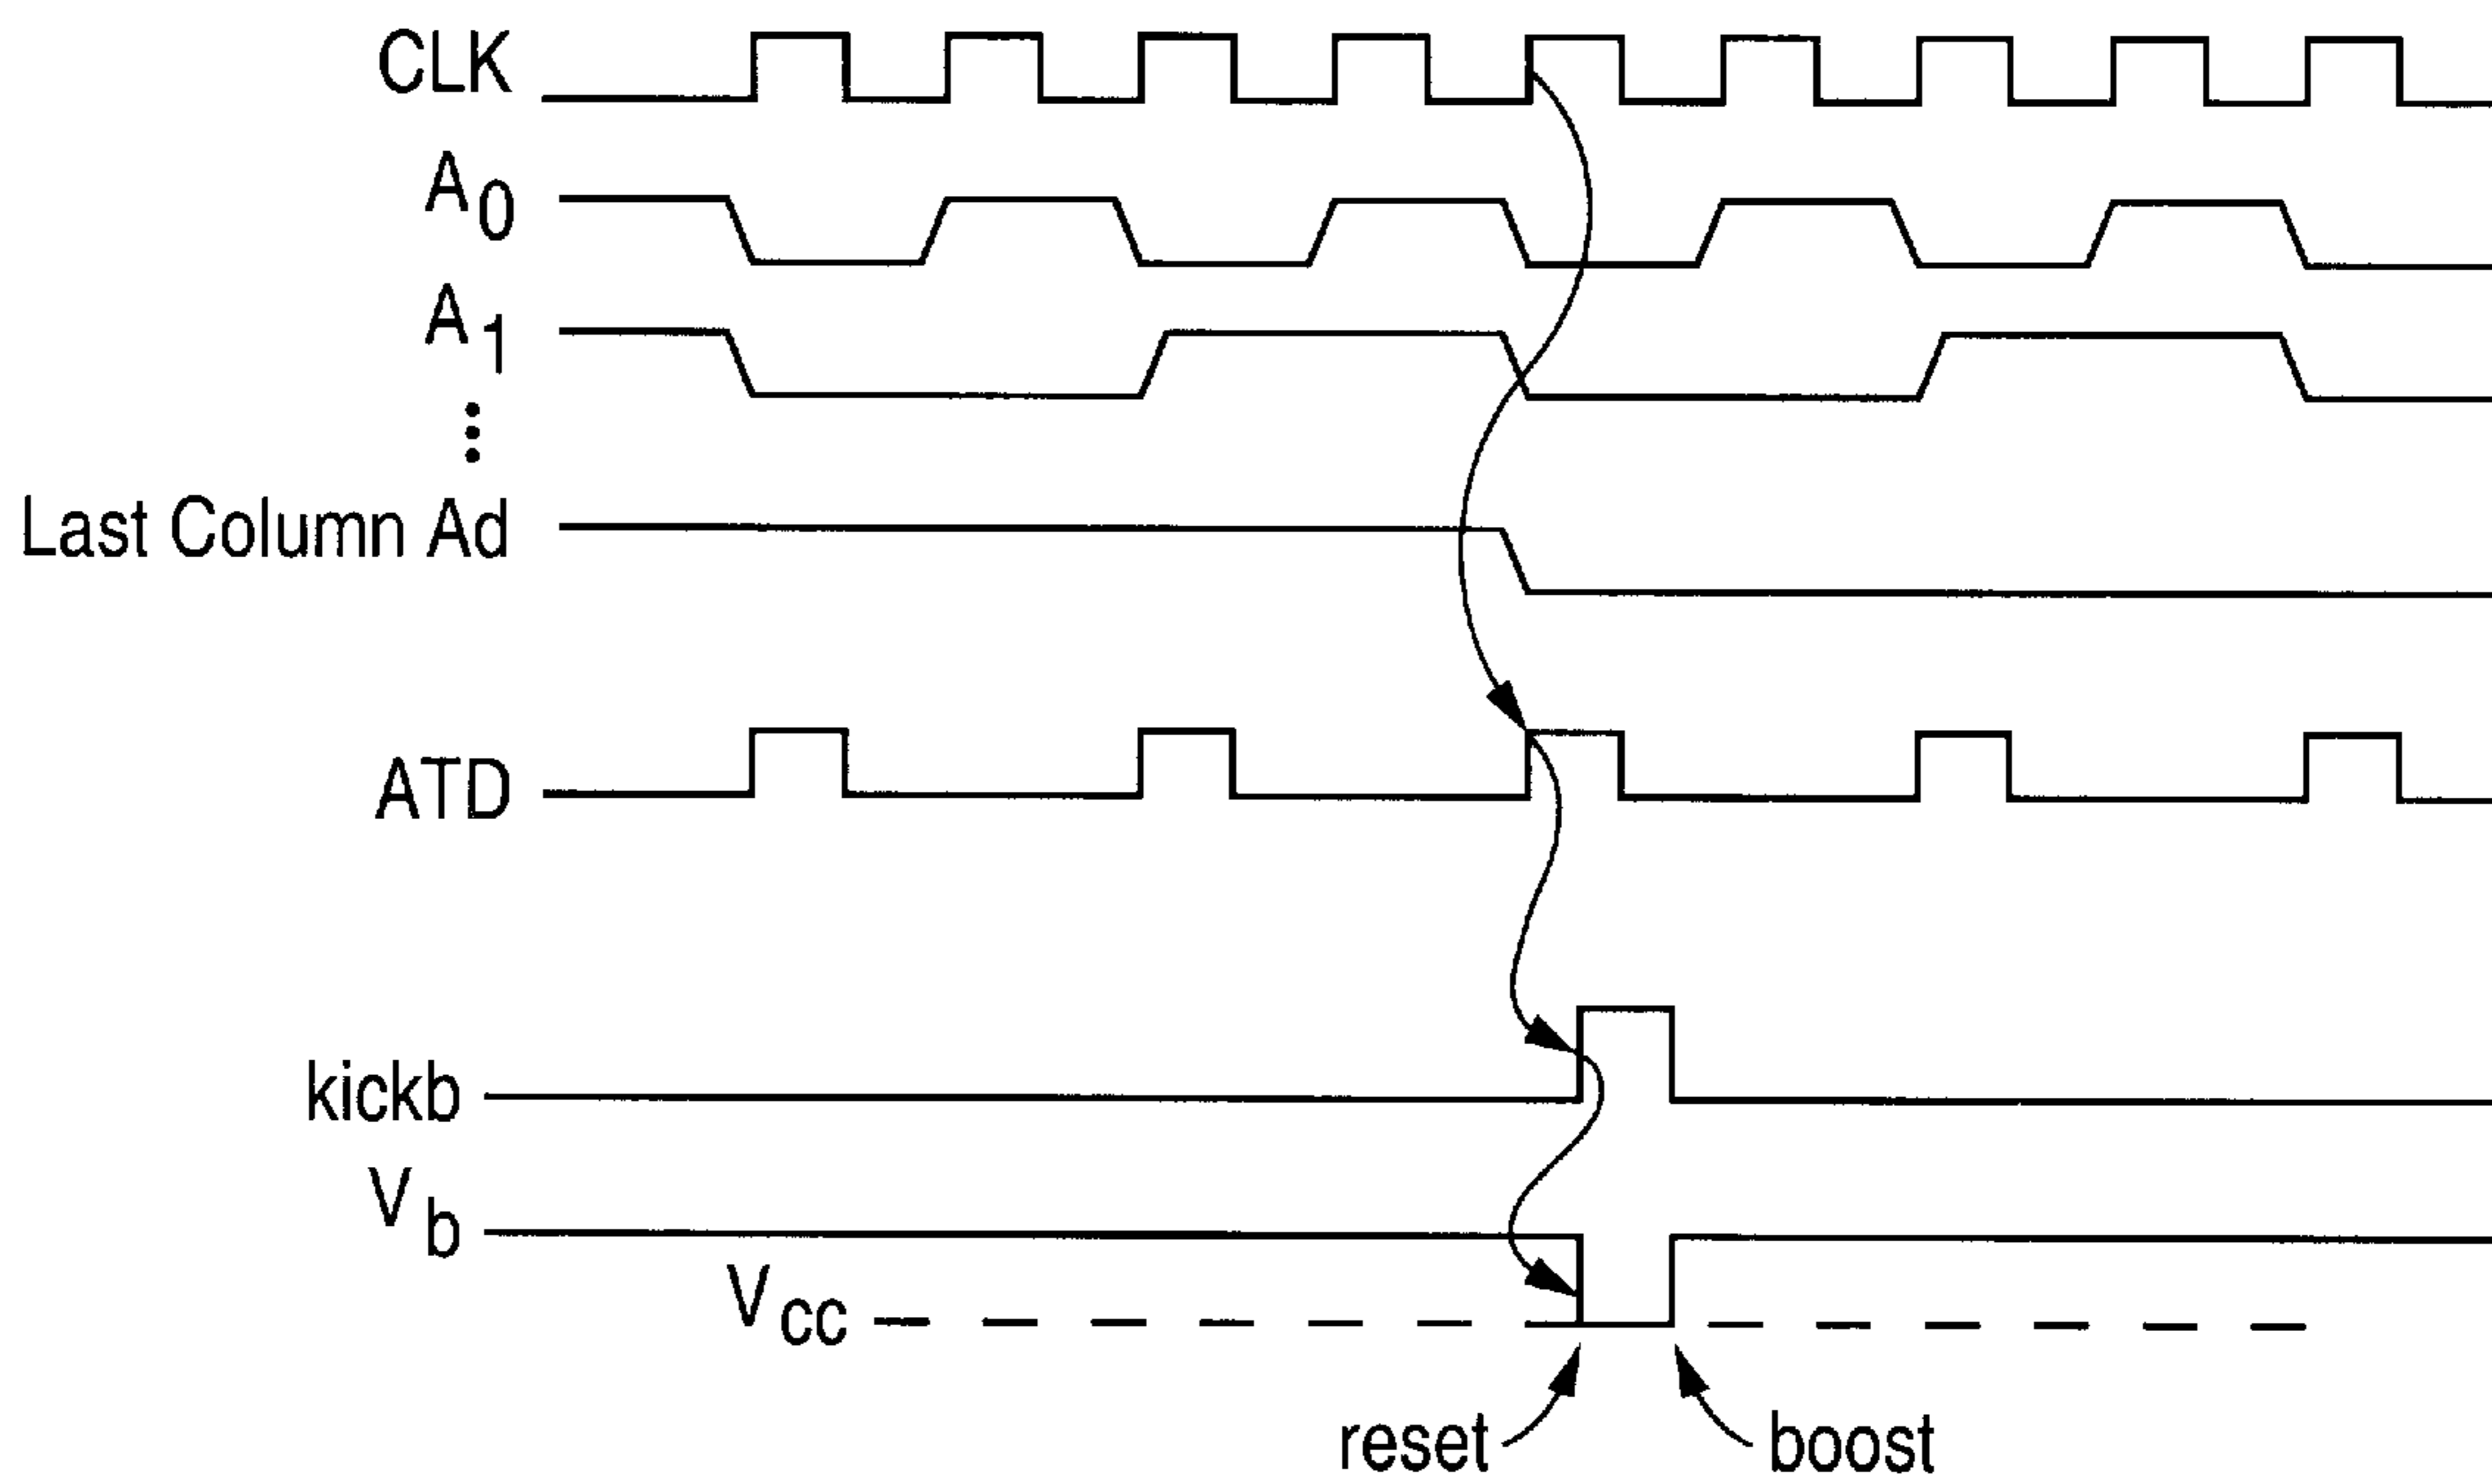 CLK
A0
A1
Last Column Ad
ATD
kickb
Vb
Vcc
reset
boost